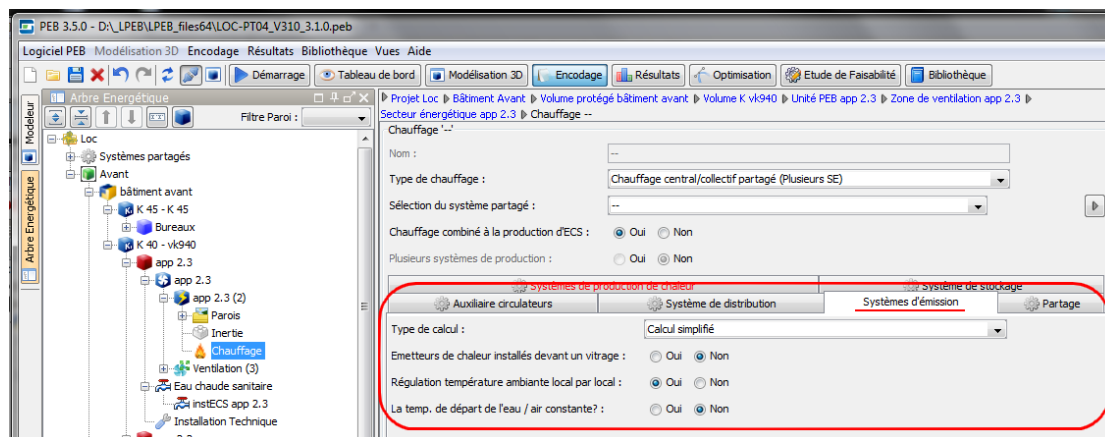 PEB 3.5.0 - D:\_LPEB\LPEB_files64\LOC-PT04_V310_3.1.0.peb
Logiciel PEB Modélisation 3D Encodage Résultats Bibliothèque Vues Aide
Démarrage Tableau de bord Modélisation 3D Encodage Résultats Optimisation Etude de Faisabilité Bibliothèque
Modeleur
Arbre Energétique
Arbre Energétique
Filtre Paroi :
Loc
Systèmes partagés
Avant
bâtiment avant
K 45 - K 45
Bureaux
K 40 - vk940
app 2.3
app 2.3
app 2.3 (2)
Parois
Inertie
Chauffage
Ventilation (3)
Eau chaude sanitaire
instECS app 2.3
Installation Technique
Projet Loc Bâtiment Avant Volume protégé bâtiment avant Volume K vk940 Unité PEB app 2.3 Zone de ventilation app 2.3
Secteur énergétique app 2.3 Chauffage --
Chauffage '--'
Nom : --
Type de chauffage : Chauffage central/collectif partagé (Plusieurs SE)
Sélection du système partagé : --
Chauffage combiné à la production d'ECS : Oui Non
Plusieurs systèmes de production : Oui Non
Systèmes de production de chaleur Système de stockage
Auxiliaire circulateurs Système de distribution Systèmes d'émission Partage
Type de calcul : Calcul simplifié
Emetteurs de chaleur installés devant un vitrage : Oui Non
Régulation température ambiante local par local : Oui Non
La temp. de départ de l'eau / air constante? : Oui Non